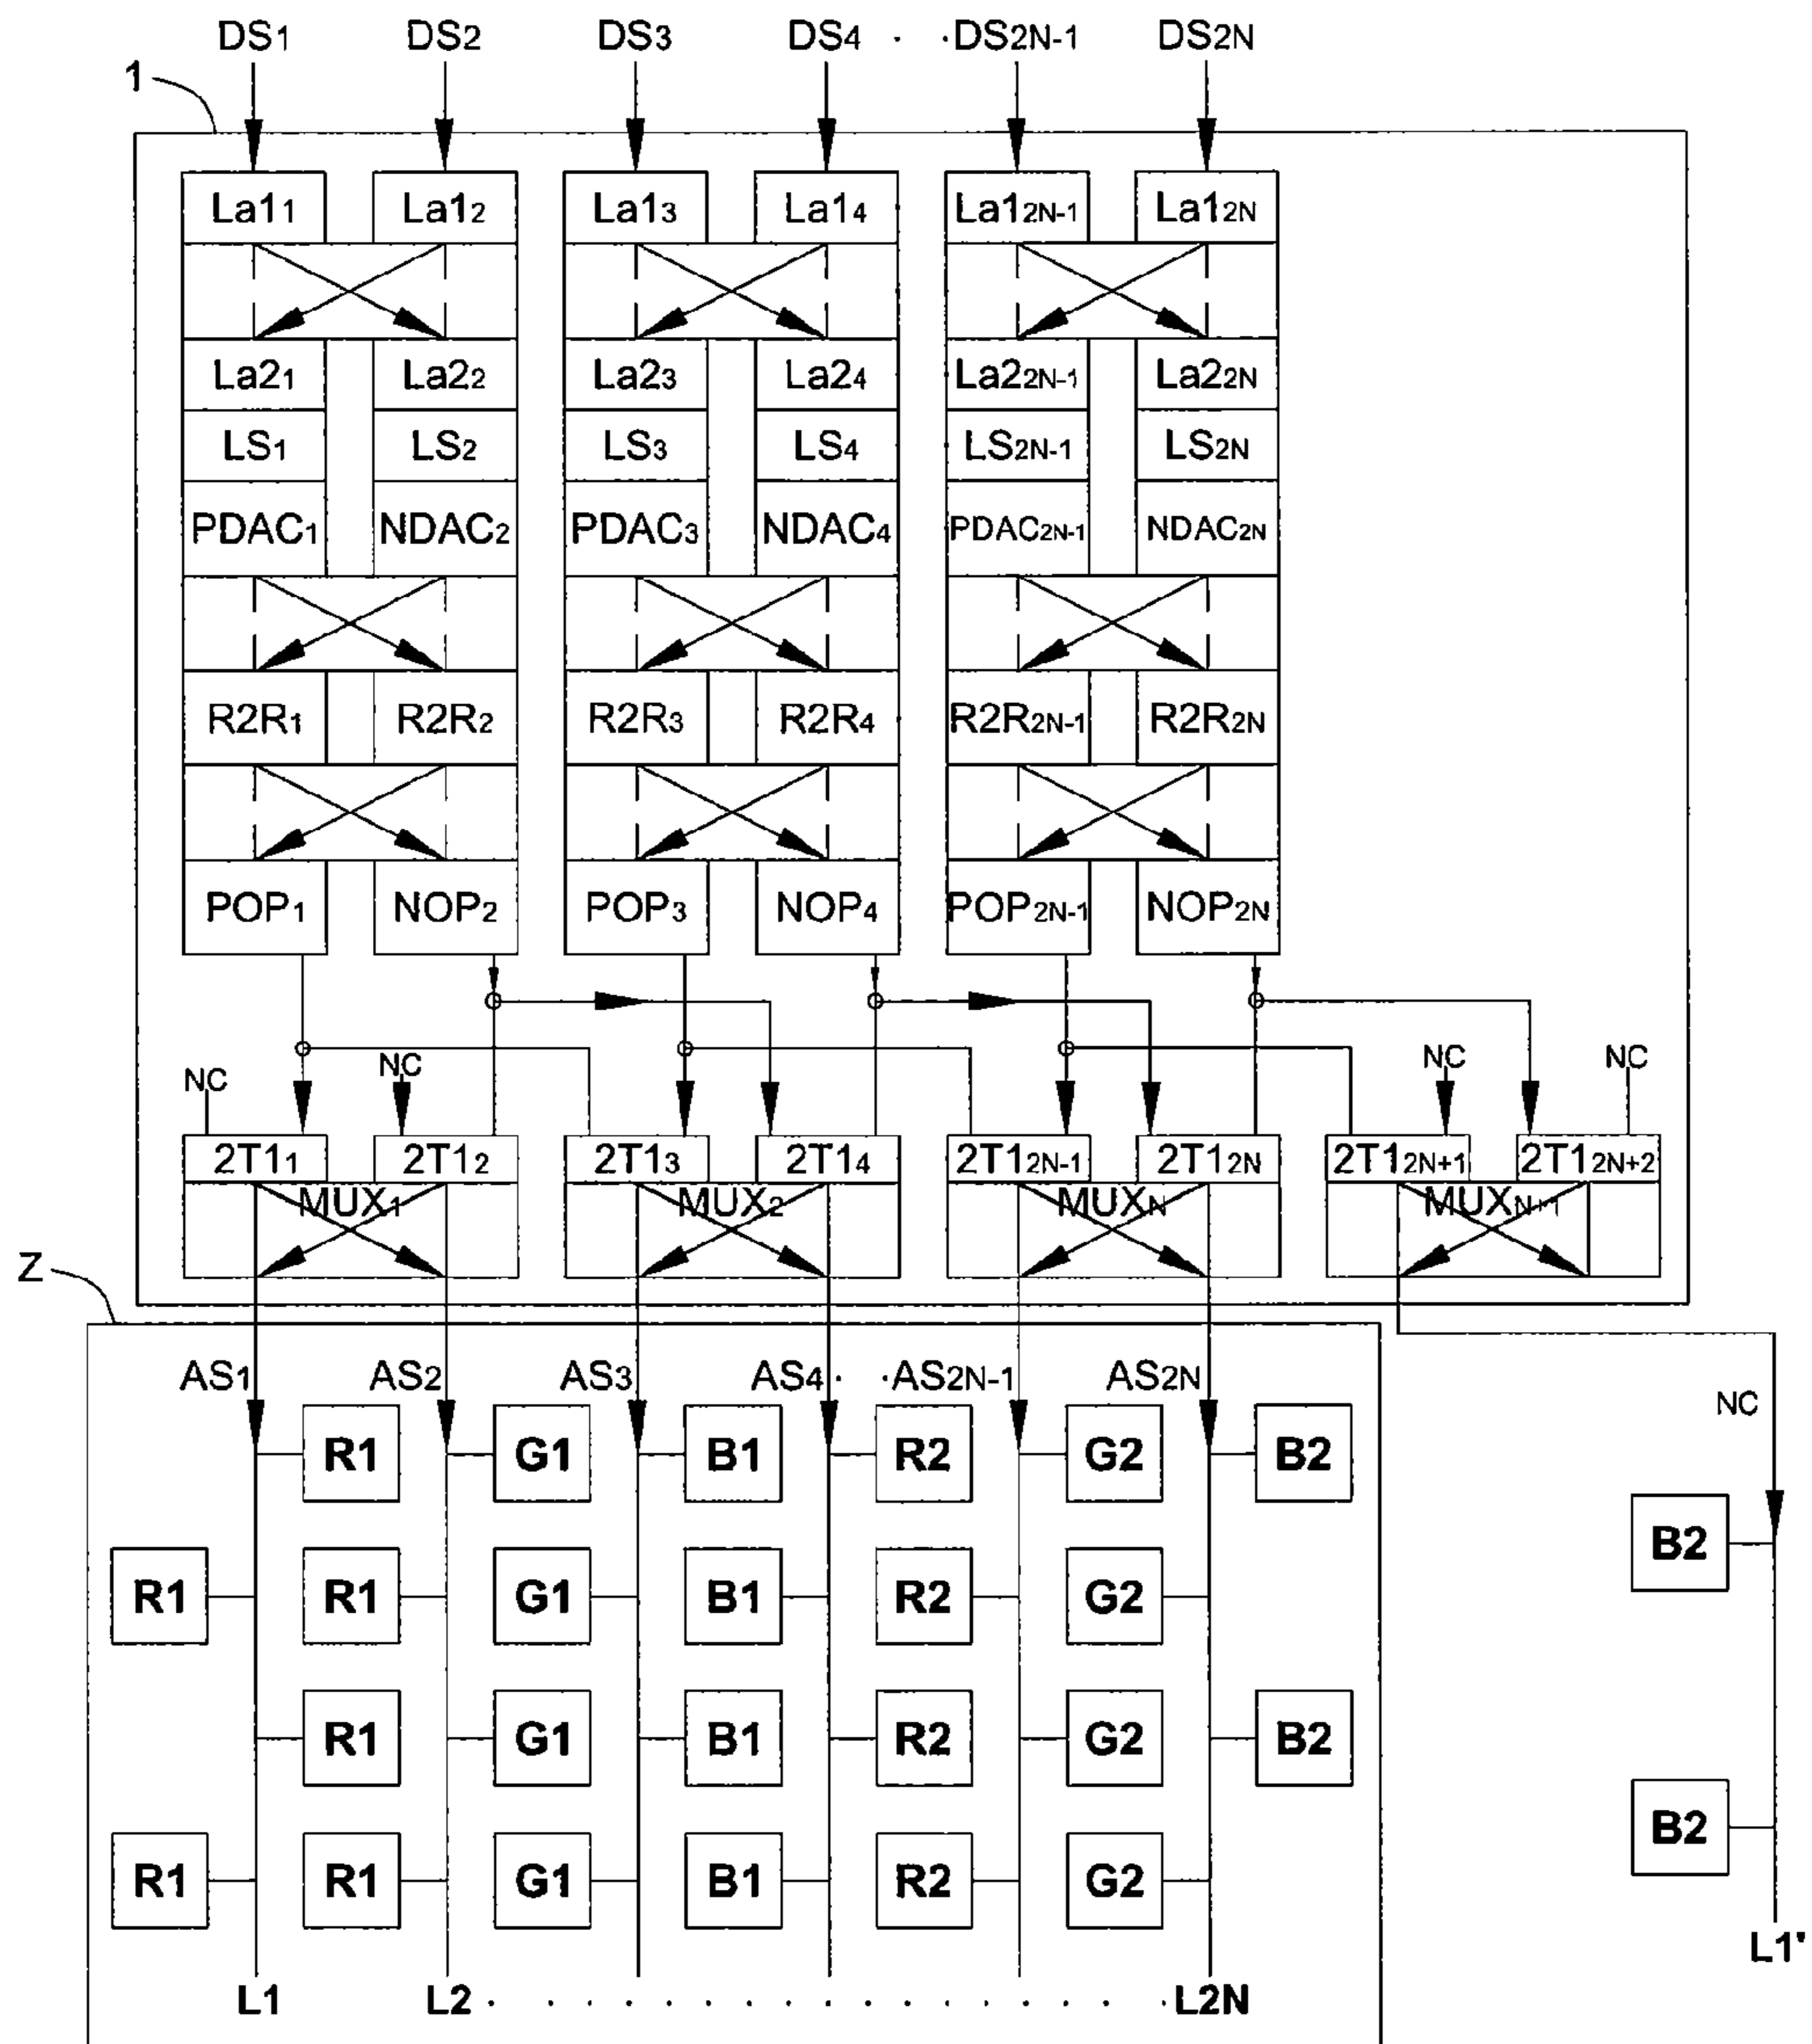 DS1 DS2 DS3 DS4 · · DS2N-1 DS2N
1
La11 La12 La13 La14 La12N-1 La12N
La21 La22 La23 La24 La22N-1 La22N
LS1 LS2 LS3 LS4 LS2N-1 LS2N
PDAC1 NDAC2 PDAC3 NDAC4 PDAC2N-1 NDAC2N
R2R1 R2R2 R2R3 R2R4 R2R2N-1 R2R2N
POP1 NOP2 POP3 NOP4 POP2N-1 NOP2N
NC NC NC NC
2T11 2T12 2T13 2T14 2T12N-1 2T12N 2T12N+1 2T12N+2
MUX1 MUX2 MUXN MUXN+1
Z
AS1 AS2 AS3 AS4 · · AS2N-1 AS2N
NC
R1 G1 B1 R2 G2 B2
B2
R1 R1 G1 B1 R2 G2
R1 G1 B1 R2 G2 B2
B2
R1 R1 G1 B1 R2 G2
L1'
L1 L2 · · · · · · · · · · · · · · · · · L2N